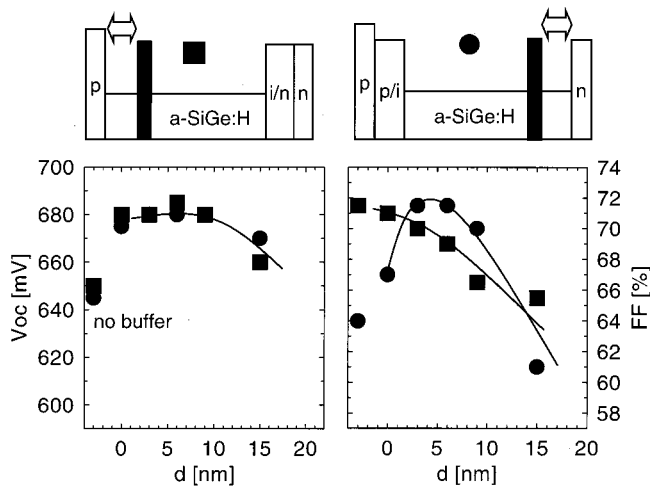 p
i/n
n
a-SiGe:H
p
p/i
n
a-SiGe:H
700
680
660
640
620
600
Voc [mV]
no buffer
0
5
10
15
20
d [nm]
74
72
70
68
66
64
62
60
58
FF [%]
0
5
10
15
20
d [nm]